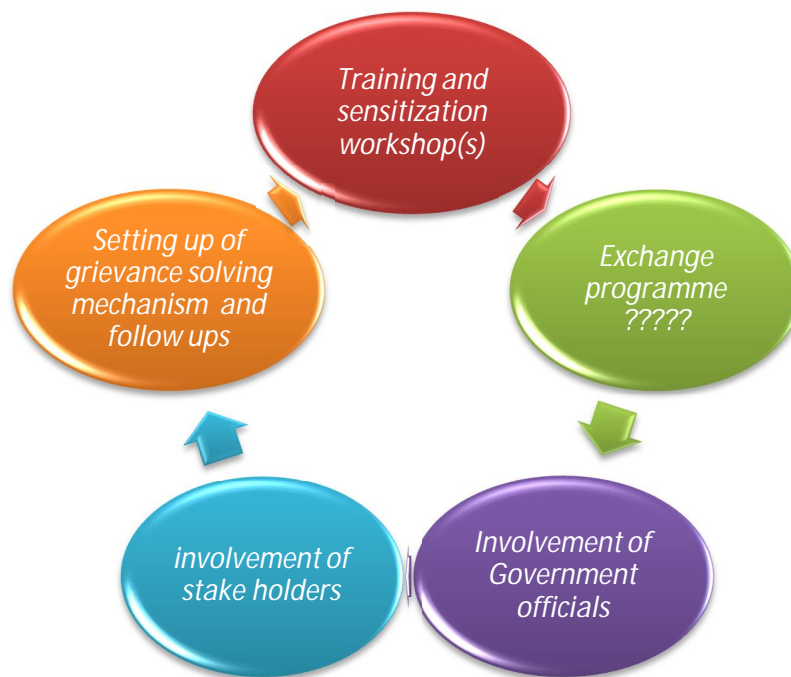 Training and
sensitization
workshop(s)
Exchange
programme
?????
Involvement of
Government
officials
involvement of
stake holders
Setting up of
grievance solving
mechanism and
follow ups